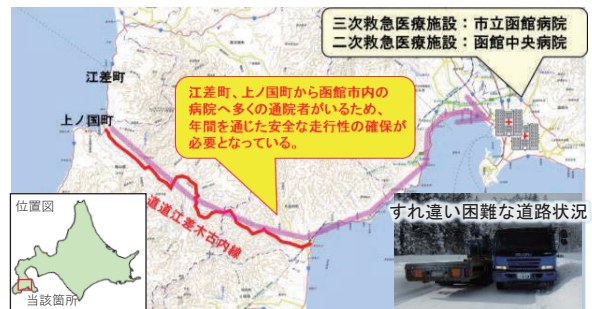 三次救急医療施設：市立函館病院
二次救急医療施設：函館中央病院
江差町
上ノ国町
江差町、上ノ国町から函館市内の
病院へ多くの通院者がいるため、
年間を通じた安全な走行性の確保が
必要となっている。
道道江差木古内線
位置図
当該箇所
すれ違い困難な道路状況